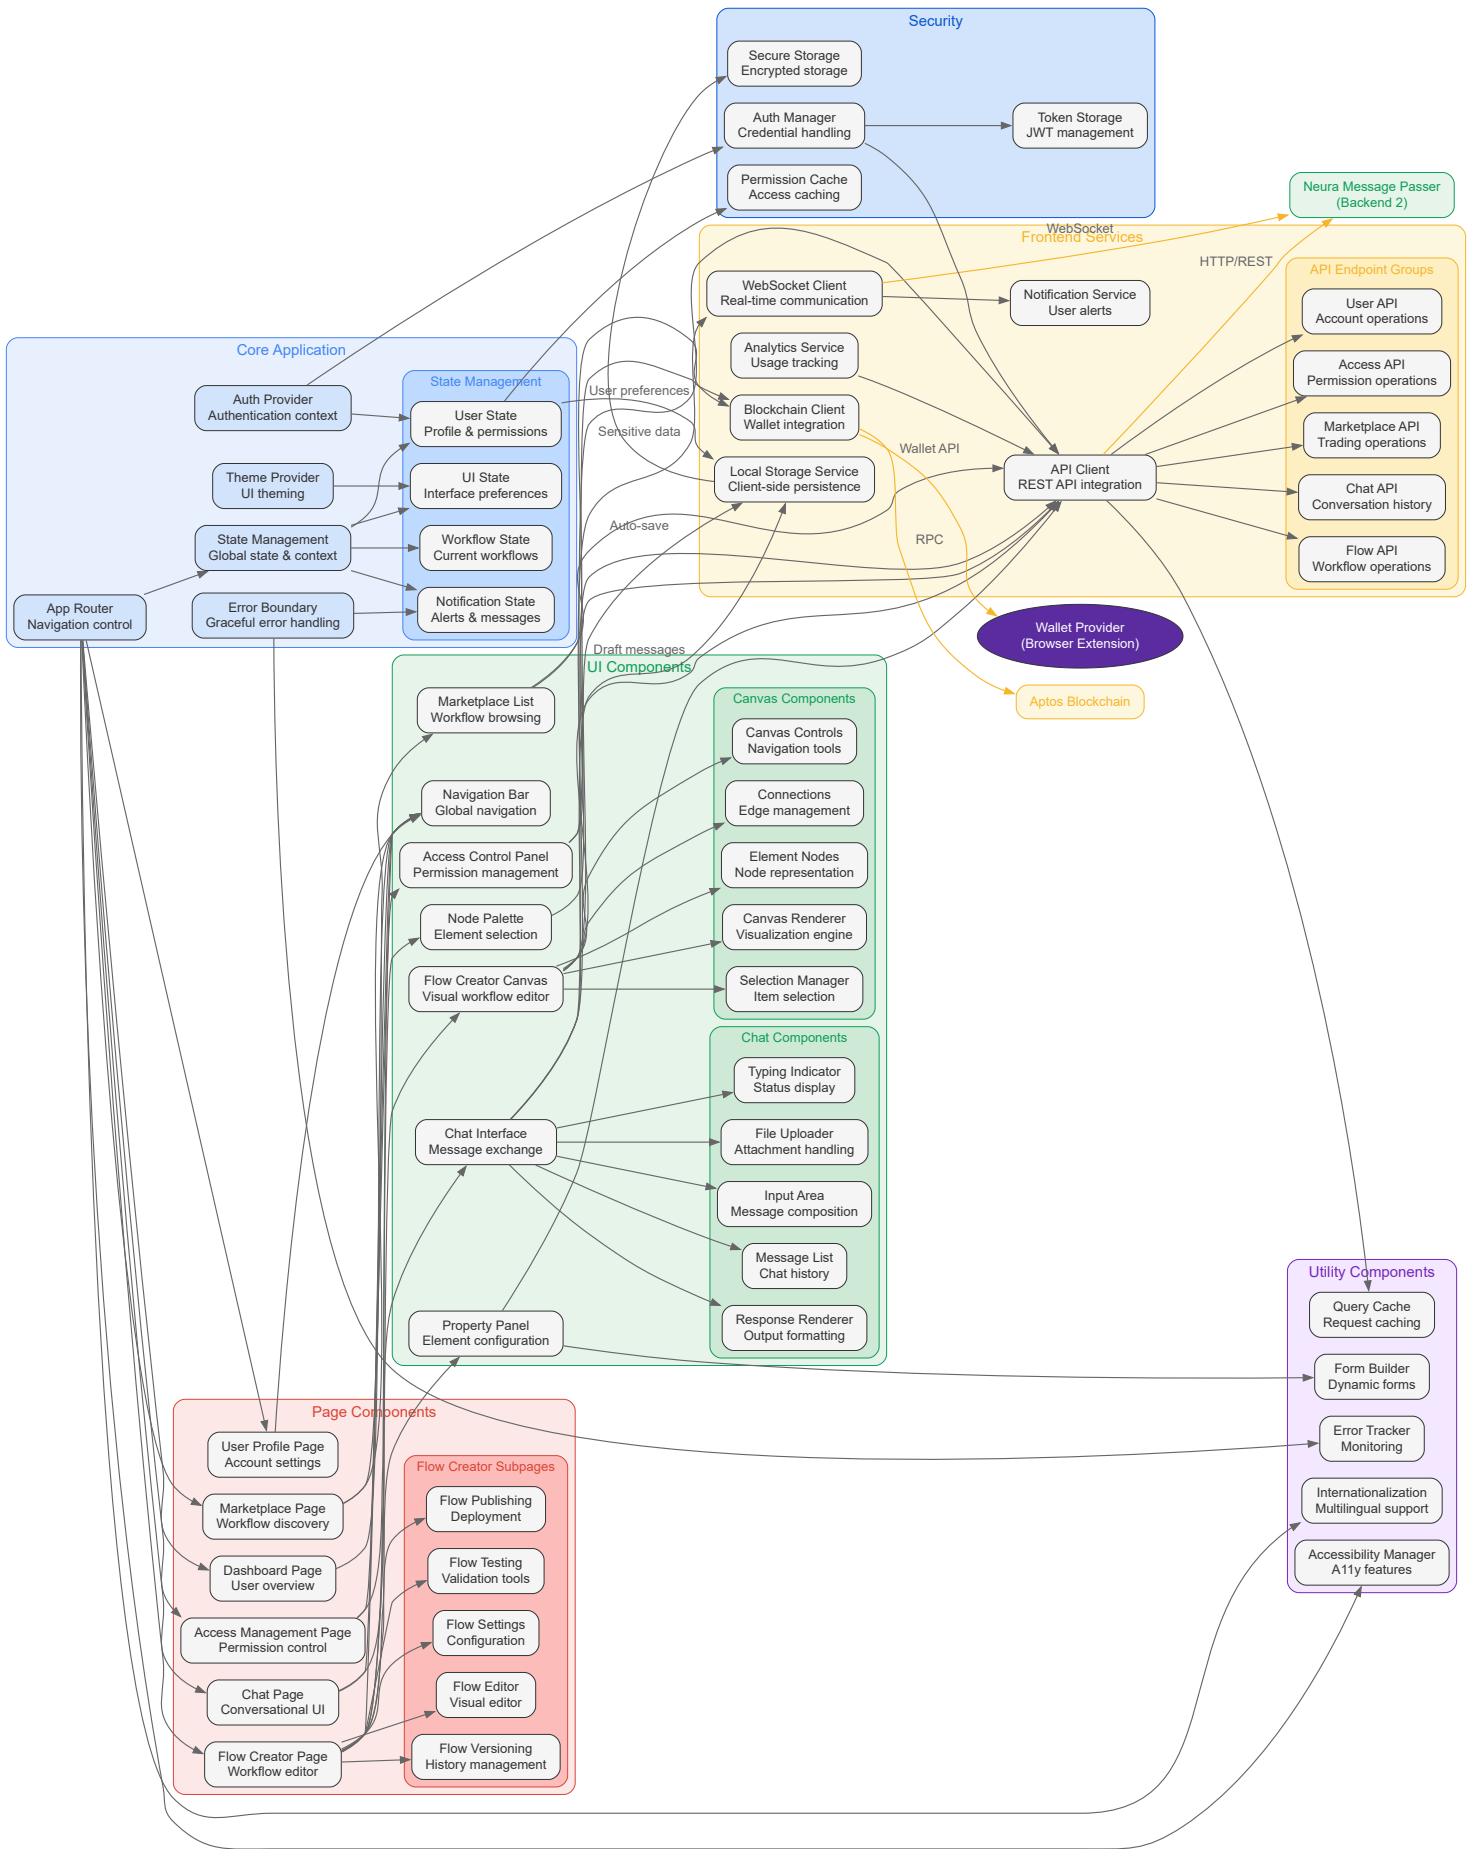 Security
Secure Storage
Encrypted storage
Auth Manager
Credential handling
Token Storage
JWT management
Permission Cache
Access caching
Neura Message Passer
(Backend 2)
Frontend Services
WebSocket
HTTP/REST
WebSocket Client
Real-time communication
Notification Service
User alerts
Analytics Service
Usage tracking
Blockchain Client
Wallet integration
Local Storage Service
Client-side persistence
Wallet API
RPC
API Client
REST API integration
API Endpoint Groups
User API
Account operations
Access API
Permission operations
Marketplace API
Trading operations
Chat API
Conversation history
Flow API
Workflow operations
Wallet Provider
(Browser Extension)
Aptos Blockchain
Core Application
Auth Provider
Authentication context
Theme Provider
UI theming
State Management
Global state & context
App Router
Navigation control
Error Boundary
Graceful error handling
State Management
User State
Profile & permissions
UI State
Interface preferences
Workflow State
Current workflows
Notification State
Alerts & messages
User preferences
Sensitive data
Auto-save
Draft messages
UI Components
Marketplace List
Workflow browsing
Navigation Bar
Global navigation
Access Control Panel
Permission management
Node Palette
Element selection
Flow Creator Canvas
Visual workflow editor
Chat Interface
Message exchange
Property Panel
Element configuration
Canvas Components
Canvas Controls
Navigation tools
Connections
Edge management
Element Nodes
Node representation
Canvas Renderer
Visualization engine
Selection Manager
Item selection
Chat Components
Typing Indicator
Status display
File Uploader
Attachment handling
Input Area
Message composition
Message List
Chat history
Response Renderer
Output formatting
Utility Components
Query Cache
Request caching
Form Builder
Dynamic forms
Error Tracker
Monitoring
Internationalization
Multilingual support
Accessibility Manager
A11y features
Page Components
User Profile Page
Account settings
Marketplace Page
Workflow discovery
Dashboard Page
User overview
Access Management Page
Permission control
Chat Page
Conversational UI
Flow Creator Page
Workflow editor
Flow Creator Subpages
Flow Publishing
Deployment
Flow Testing
Validation tools
Flow Settings
Configuration
Flow Editor
Visual editor
Flow Versioning
History management